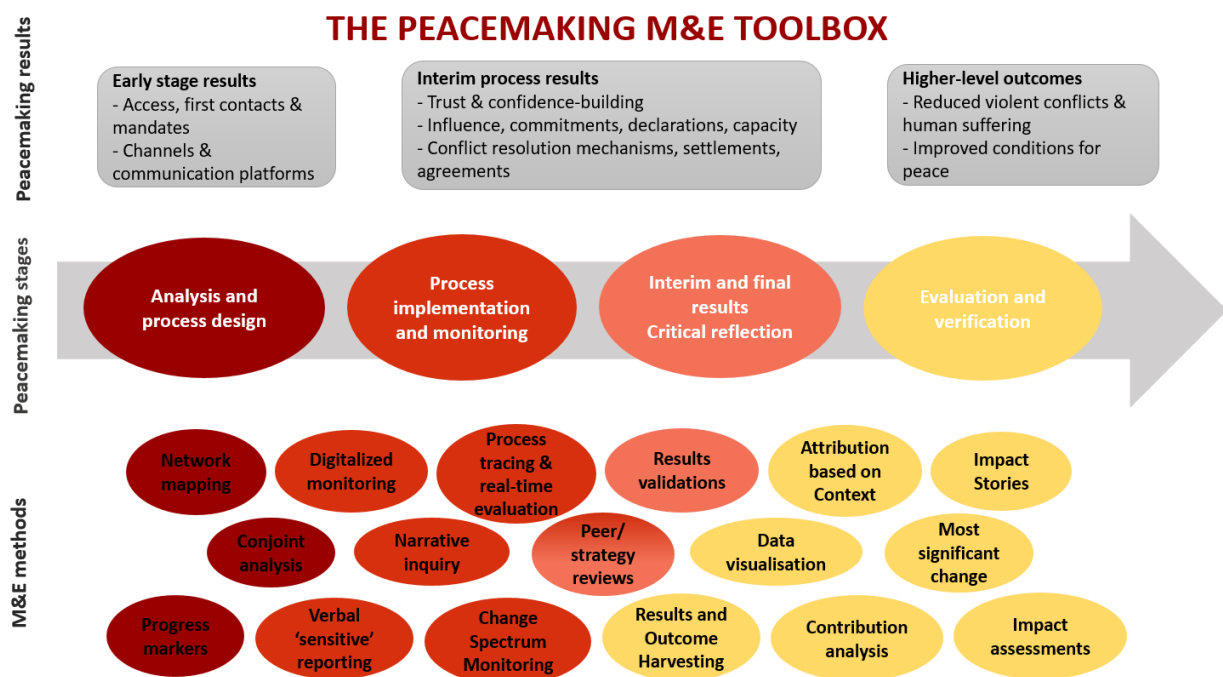 THE PEACEMAKING M&E TOOLBOX
Peacemaking results
Early stage results
- Access, first contacts &
mandates
- Channels &
communication platforms
Interim process results
- Trust & confidence-building
- Influence, commitments, declarations, capacity
- Conflict resolution mechanisms, settlements,
agreements
Higher-level outcomes
- Reduced violent conflicts &
human suffering
- Improved conditions for
peace
Peacemaking stages
Analysis and
process design
Process
implementation
and monitoring
Interim and final
results
Critical reflection
Evaluation and
verification
M&E methods
Network
mapping
Digitalized
monitoring
Process
tracing &
real-time
evaluation
Results
validations
Attribution
based on
Context
Impact
Stories
Conjoint
analysis
Narrative
inquiry
Peer/
strategy
reviews
Data
visualisation
Most
significant
change
Progress
markers
Verbal
‘sensitive’
reporting
Change
Spectrum
Monitoring
Results and
Outcome
Harvesting
Contribution
analysis
Impact
assessments